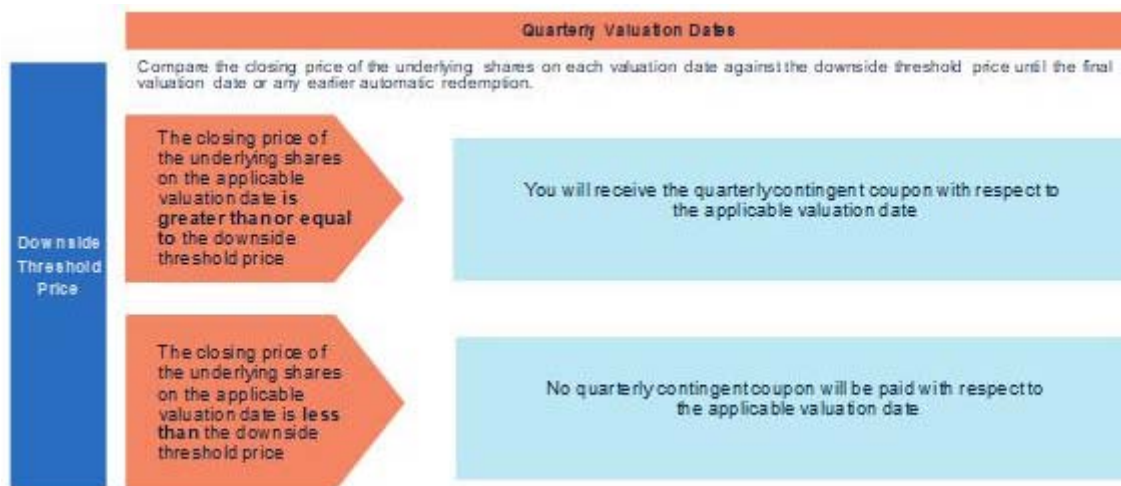 Quarterly Valuation Dates
Compare the closing price of the underlying shares on each valuation date against the downside threshold price until the final
valuation date or any earlier automatic redemption.
Downside
Threshold
Price
The closing price of
the underlying shares
on the applicable
valuation date is
greater than or equal
to the downside
threshold price
You will receive the quarterly contingent coupon with respect to
the applicable valuation date
The closing price of
the underlying shares
on the applicable
valuation date is less
than the downside
threshold price
No quarterly contingent coupon will be paid with respect to
the applicable valuation date